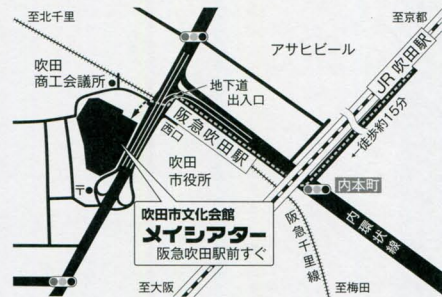 至北千里
至京都
アサヒビール
吹田
商工会議所
地下道
出入口
JR吹田駅
←徒歩約15分
阪急吹田駅
西口
吹田
市役所
〒
内本町
吹田市文化会館
メイシアター
阪急吹田駅前すぐ
阪急千里線
内環状線
至大阪
至梅田